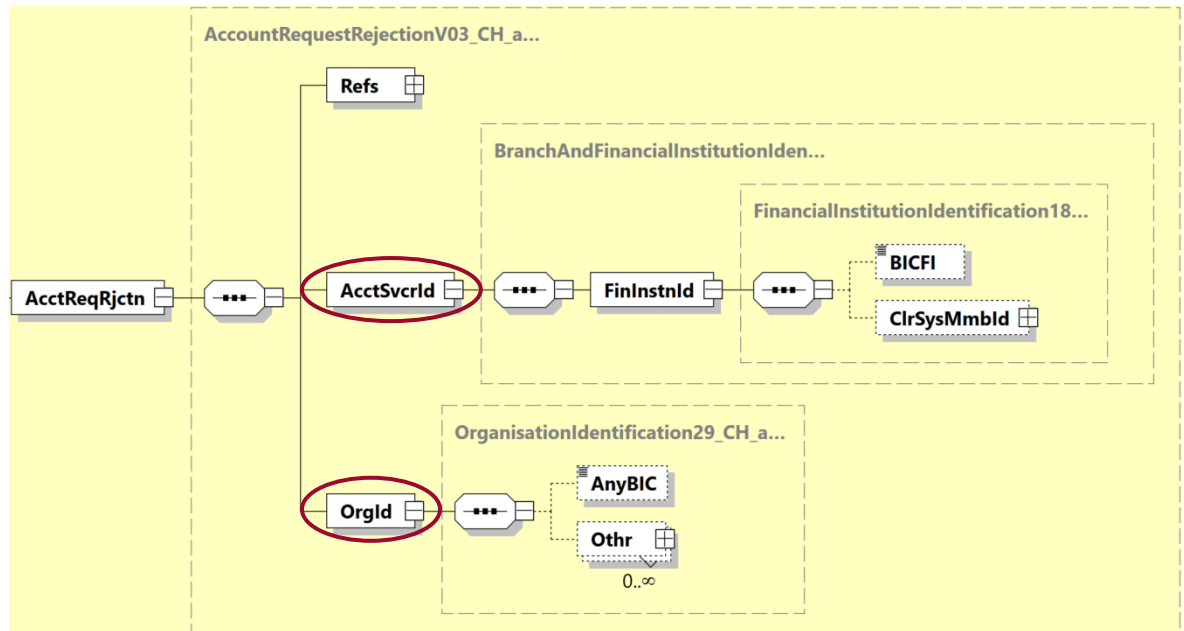 AccountRequestRejectionV03_CH_a...
Refs
BranchAndFinancialInstitutionIden...
FinancialInstitutionIdentification18...
BICFI
AcctReqRjctn
AcctSvcrId
FinInstnId
ClrSysMmbId
OrganisationIdentification29_CH_a...
AnyBIC
OrgId
Othr
0..∞